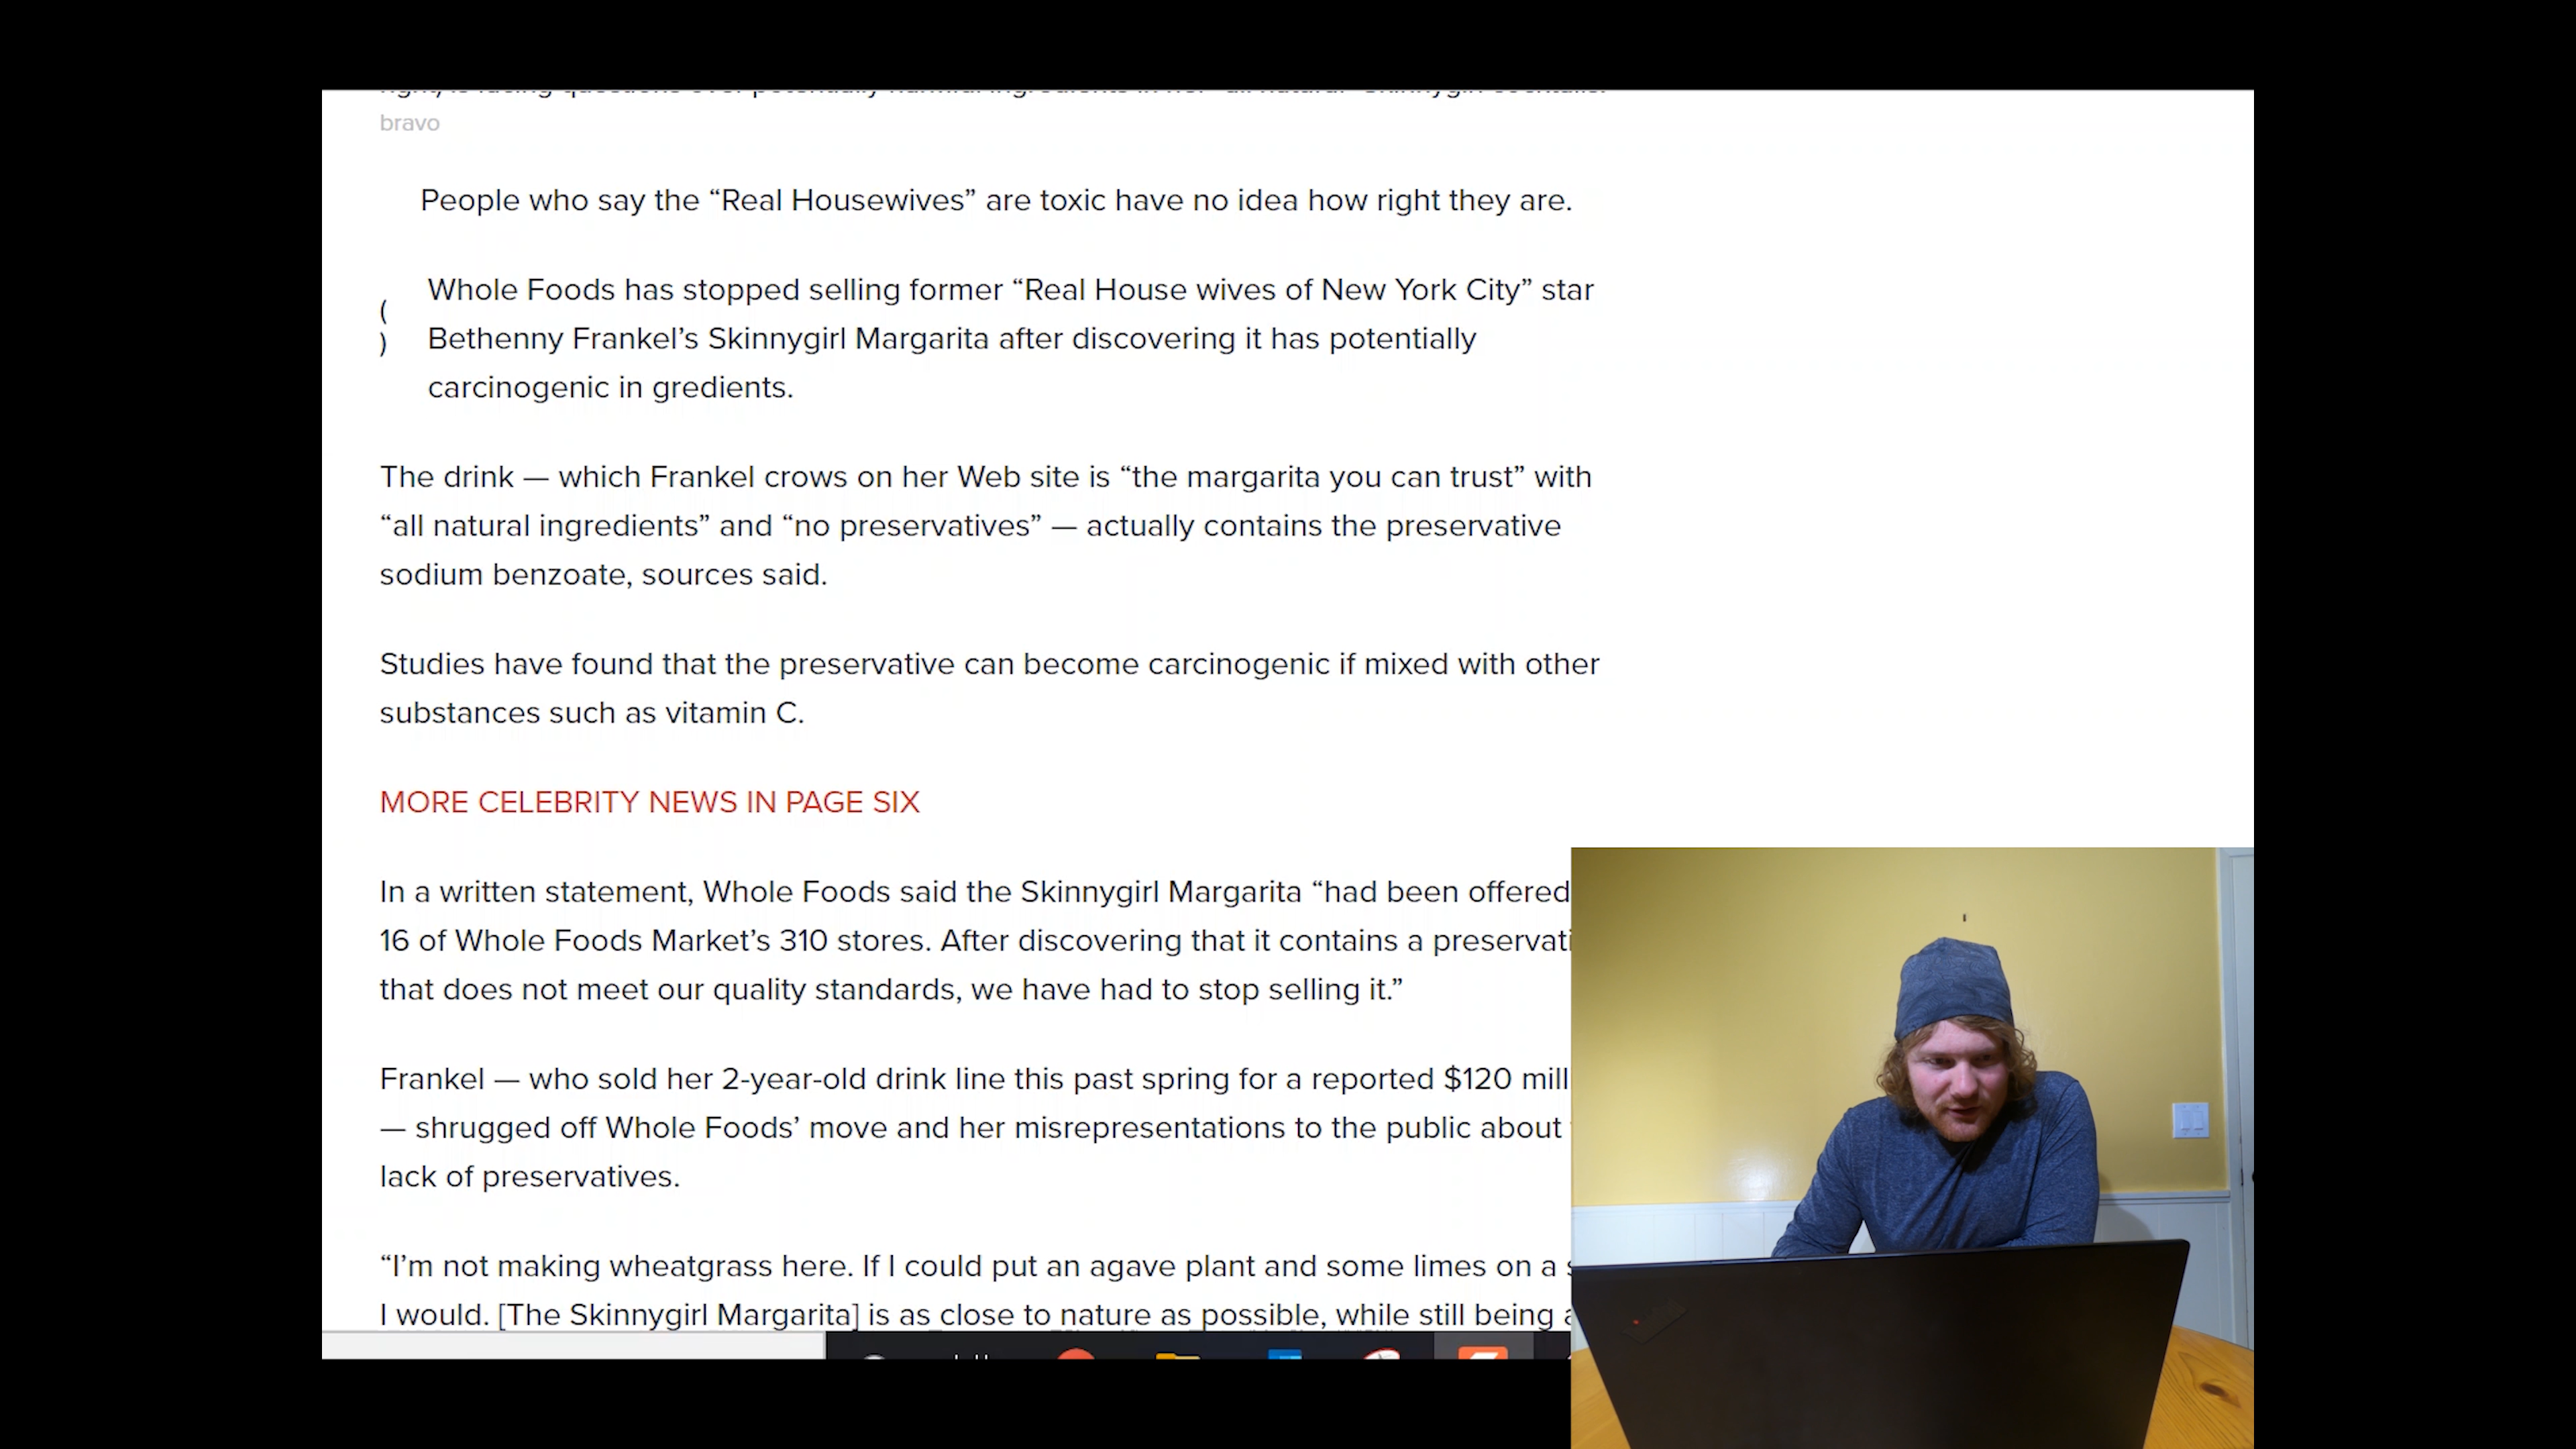 bravo
People who say the “Real Housewives” are toxic have no idea how right they are.
Whole Foods has stopped selling former “Real House wives of New York City” star
Bethenny Frankel’s Skinnygirl Margarita after discovering it has potentially
carcinogenic in gredients.
(
)
The drink — which Frankel crows on her Web site is “the margarita you can trust” with
“all natural ingredients” and “no preservatives” — actually contains the preservative
sodium benzoate, sources said.
Studies have found that the preservative can become carcinogenic if mixed with other
substances such as vitamin C.
MORE CELEBRITY NEWS IN PAGE SIX
In a written statement, Whole Foods said the Skinnygirl Margarita “had been offered
16 of Whole Foods Market’s 310 stores. After discovering that it contains a preservati
that does not meet our quality standards, we have had to stop selling it.”
Frankel — who sold her 2-year-old drink line this past spring for a reported $120 mill
— shrugged off Whole Foods’ move and her misrepresentations to the public about
lack of preservatives.
“I’m not making wheatgrass here. If I could put an agave plant and some limes on a
I would. [The Skinnygirl Margarita] is as close to nature as possible, while still being